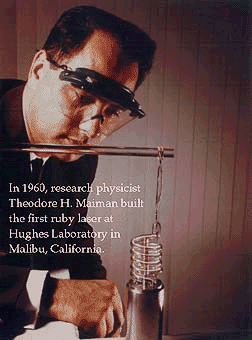 In 1960, research physicist
Theodore H. Maiman built
the first ruby laser at
Hughes Laboratory in
Malibu, California.